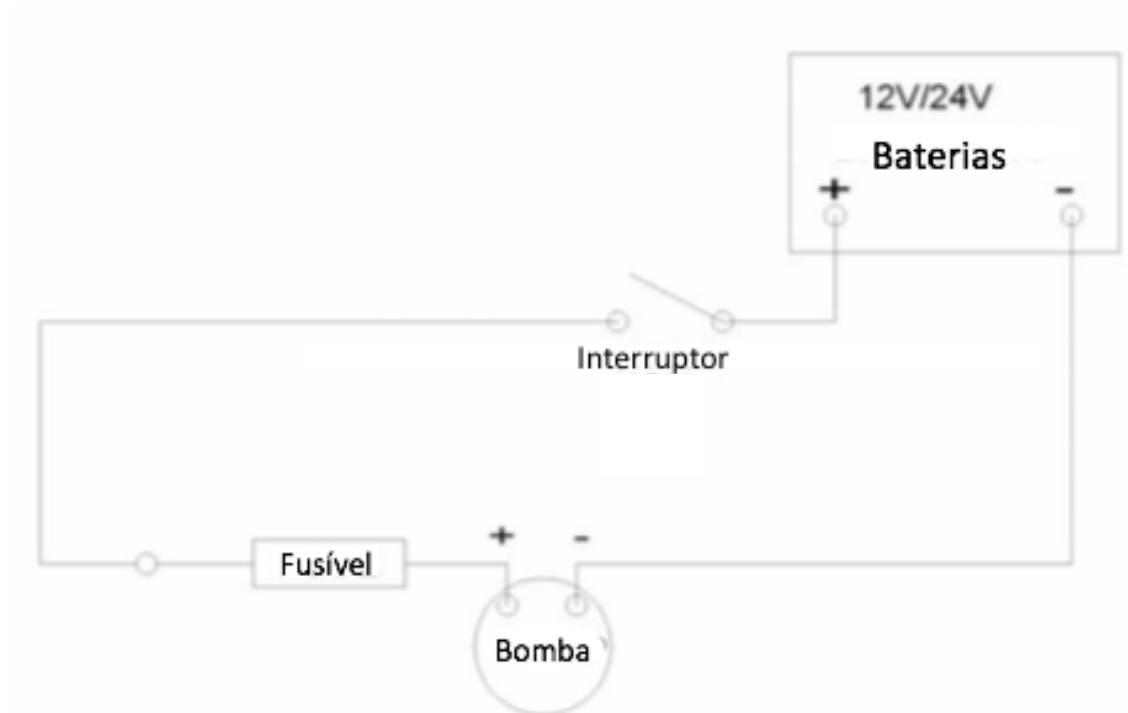 12V/24V
Baterias
+ -
Interruptor
+ -
Fusível
Bomba